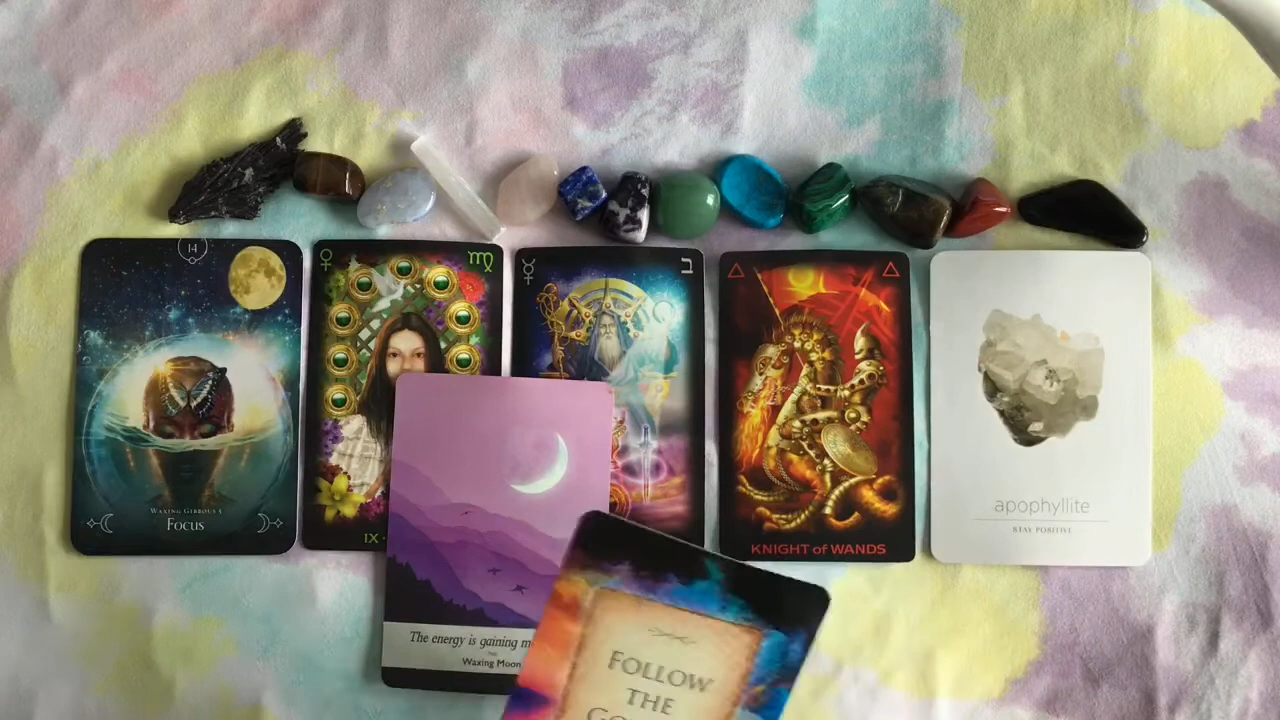 14
WAXING GIBBOUS 5
Focus
IX
KNIGHT of WANDS
apophyllite
STAY POSITIVE
The energy is gaining
Waxing Moon
FOLLOW
THE